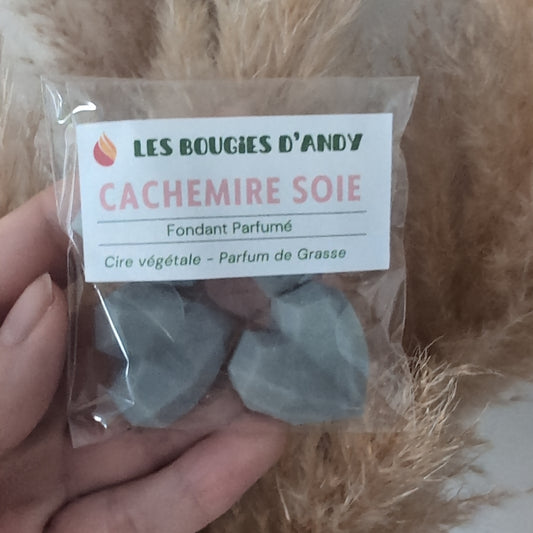 LES BOUGIES D'ANDY
CACHEMIRE SOIE
Fondant Parfumé
Cire végétale - Parfum de Grasse